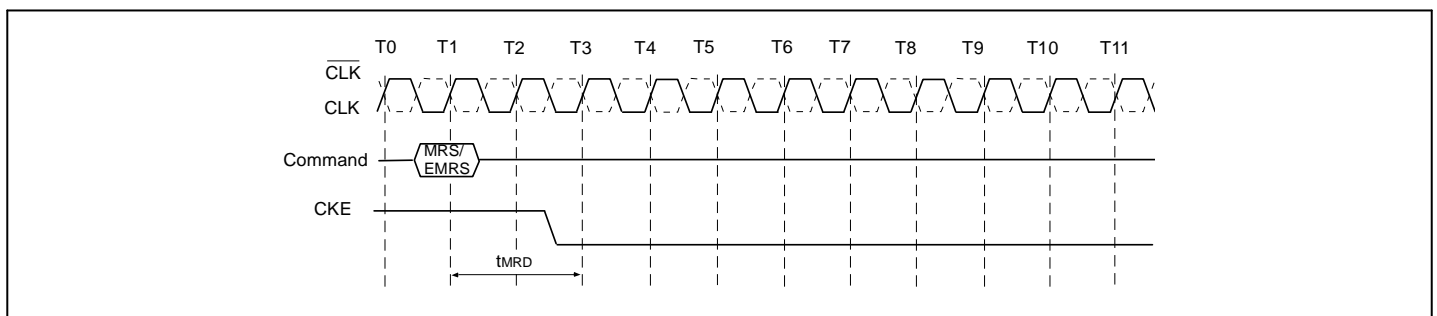 T0 T1 T2 T3 T4 T5 T6 T7 T8 T9 T10 T11
CLK
CLK
Command
MRS/
EMRS
CKE
tMRD